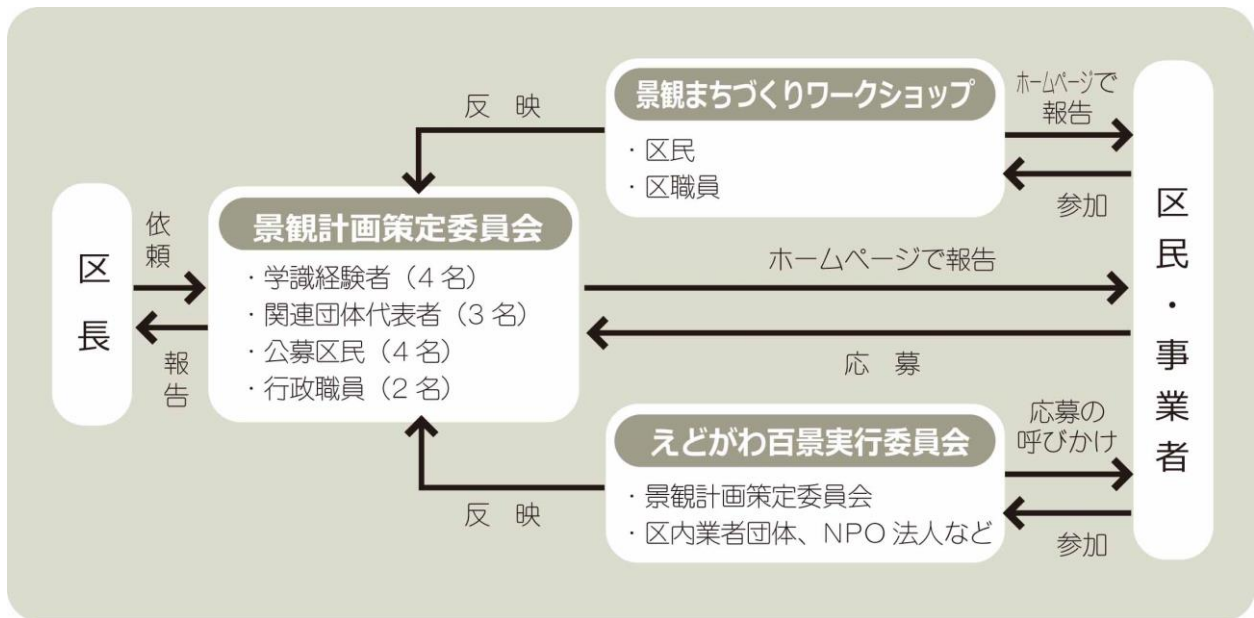 区長
依頼
報告
景観計画策定委員会
・学識経験者（4名）
・関連団体代表者（3名）
・公募区民（4名）
・行政職員（2名）
反 映
景観まちづくりワークショップ
・区民
・区職員
ホームページで
報告
参加
ホームページで報告
応 募
えどがわ百景実行委員会
・景観計画策定委員会
・区内業者団体、NPO法人など
反 映
応募の
呼びかけ
参加
区民・事業者